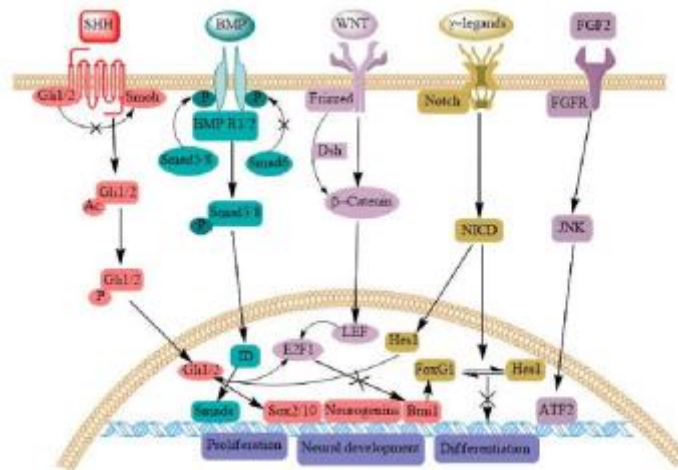 SHH
BMP
WNT
γ-legands
FGF2
Gli1/2
Smoh
P
P
Frizzed
Notch
FGFR
BMP R1/2
Smad5/8
Smad6
Dsh
β-Catenin
Gli1/2
Ac
P
Smad5/8
NICD
JNK
Gli1/2
P
LEF
Hes1
ID
E2F1
Gli1/2
FoxG1
Hes1
Smads
Sox2/10
Neurogenins
Bmi1
ATF2
Proliferation
Neural development
Differentiation